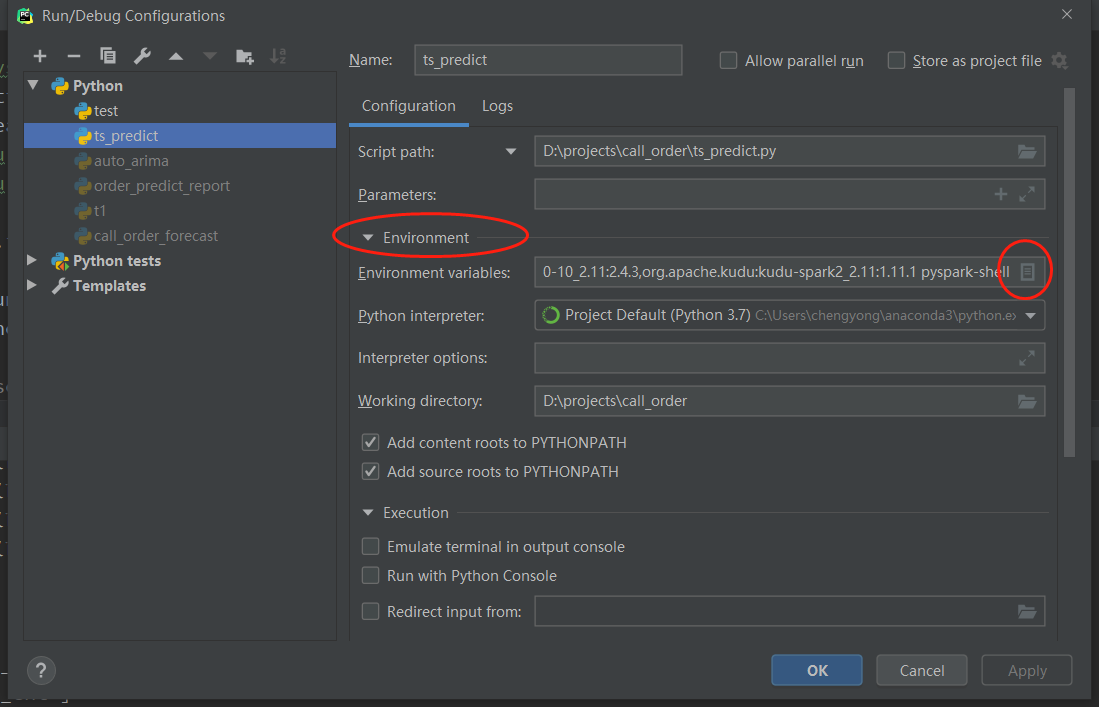 Run/Debug Configurations
Name: ts_predict Allow parallel run Store as project file
Python
test
ts_predict
auto_arima
order_predict_report
t1
call_order_forecast
Python tests
Templates
Configuration Logs
Script path: D:\projects\call_order\ts_predict.py
Parameters:
Environment
Environment variables: 0-10_2.11:2.4.3,org.apache.kudu:kudu-spark2_2.11:1.11.1 pyspark-shell
Python interpreter: Project Default (Python 3.7) C:\Users\chengyong\anaconda3\python.ex
Interpreter options:
Working directory: D:\projects\call_order
Add content roots to PYTHONPATH
Add source roots to PYTHONPATH
Execution
Emulate terminal in output console
Run with Python Console
Redirect input from:
? OK Cancel Apply